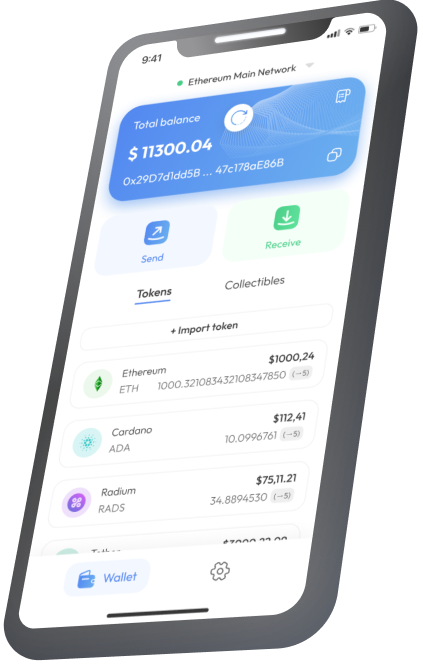 9:41
Ethereum Main Network
Total balance
$ 11300.04
0x29D7d1dd5B ... 47c178aE86B
Send
Receive
Tokens
Collectibles
+ Import token
Ethereum
$1000,24
ETH
1000.321083432108347850 (~5)
Cardano
$112,41
ADA
10.0996761 (~5)
Radium
$75,11.21
RADS
34.8894530 (~5)
Wallet